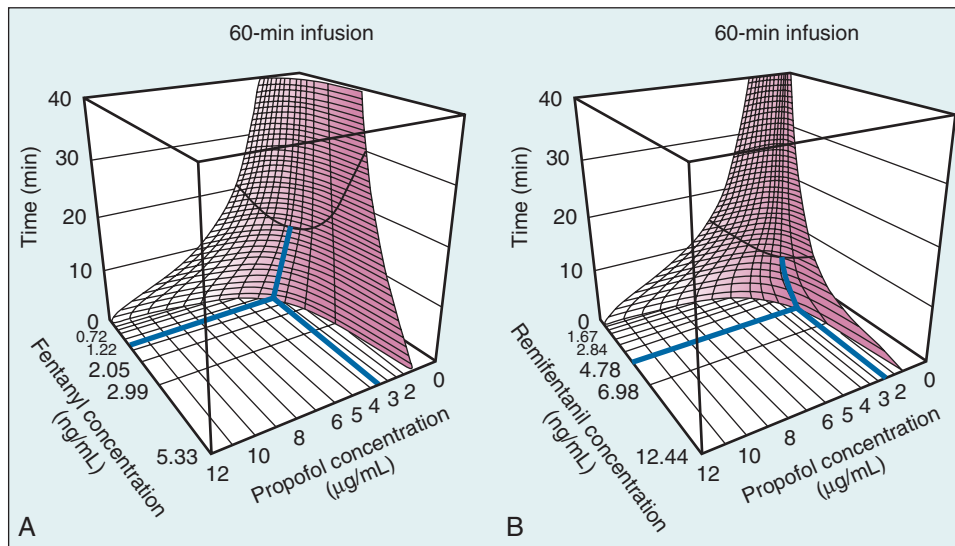 60-min infusion
40
30
20
10
0
Time (min)
0.72
1.22
2.05
2.99
5.33
Fentanyl concentration
(ng/mL)
12
10
8
6
5
4
3
2
0
Propofol concentration
(μg/mL)
A
60-min infusion
40
30
20
10
0
Time (min)
1.67
2.84
4.78
6.98
12.44
Remifentanil concentration
(ng/mL)
12
10
8
6
5
4
3
2
0
Propofol concentration
(μg/mL)
B